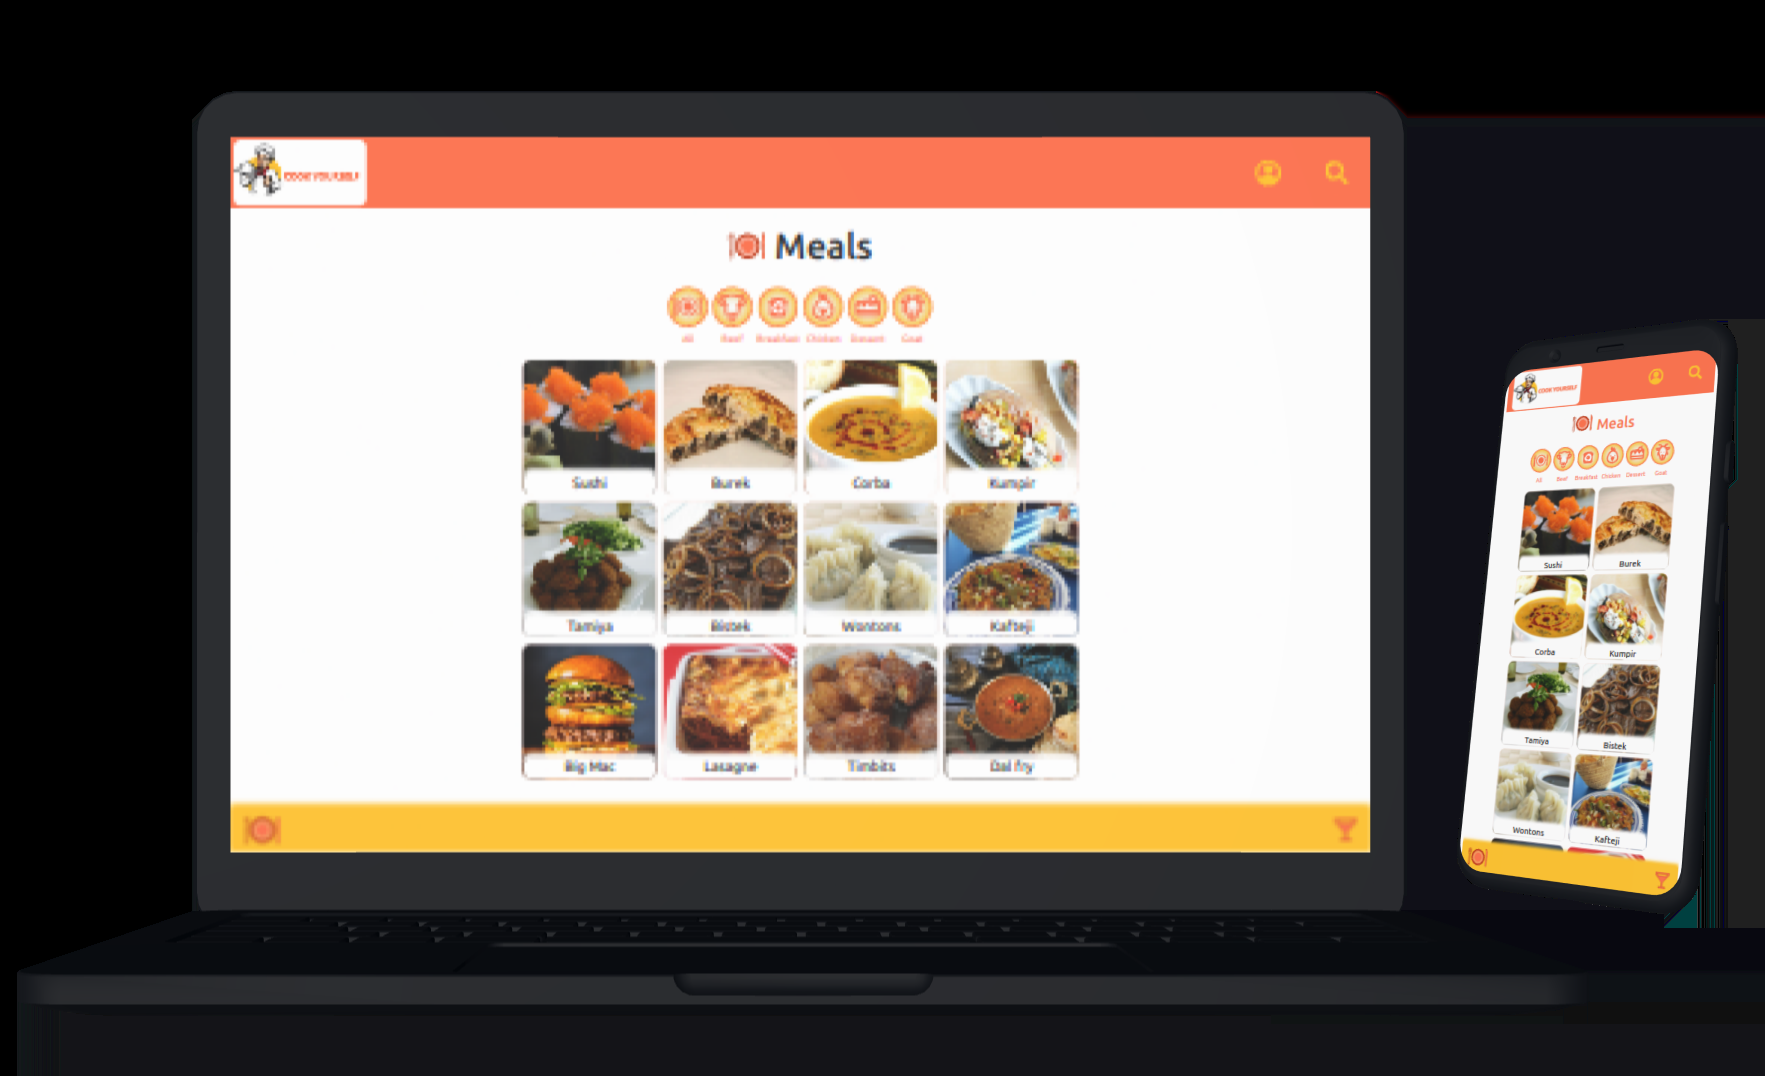 COOK YOURSELF
Meals
All Beef Breakfast Chicken Dessert Goat
Sushi Burek Corba Kumpir
Tamiya Bistek Wontons Kafteji
Big Mac Lasagne Timbits Dal fry
COOK YOURSELF
Meals
All Beef Breakfast Chicken Dessert Goat
Sushi Burek
Corba Kumpir
Tamiya Bistek
Wontons Kafteji